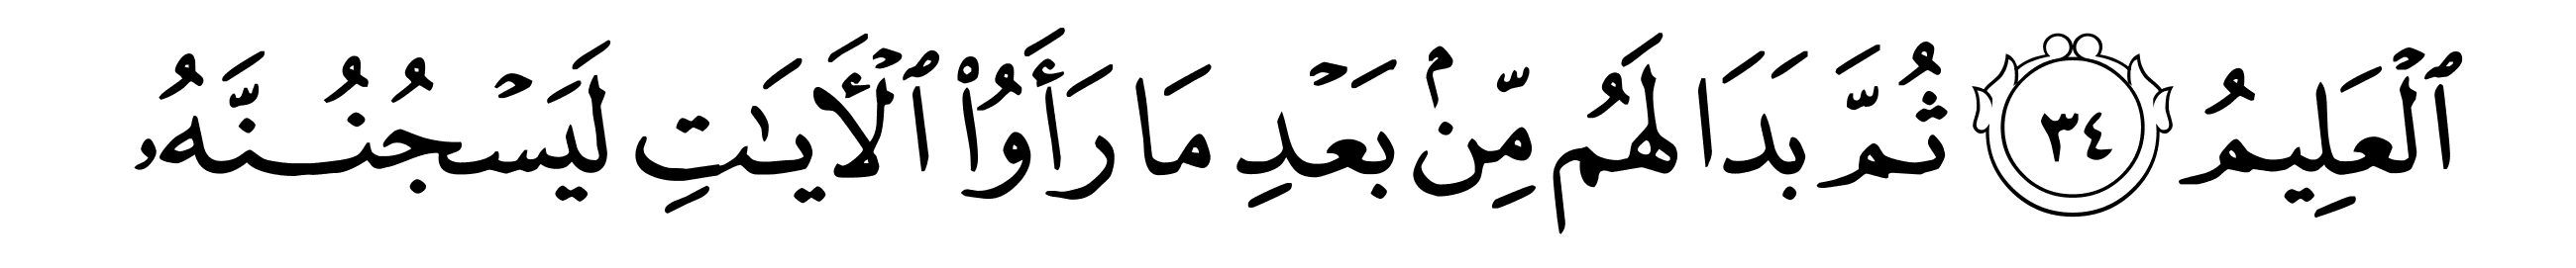 ٱلْعَلِيمُ ٣٤ ثُمَّ بَدَا لَهُم مِّنۢ بَعْدِ مَا رَأَوُا۟ ٱلْأَيَـٰتِ لَيَسْجُنُنَّهُۥ